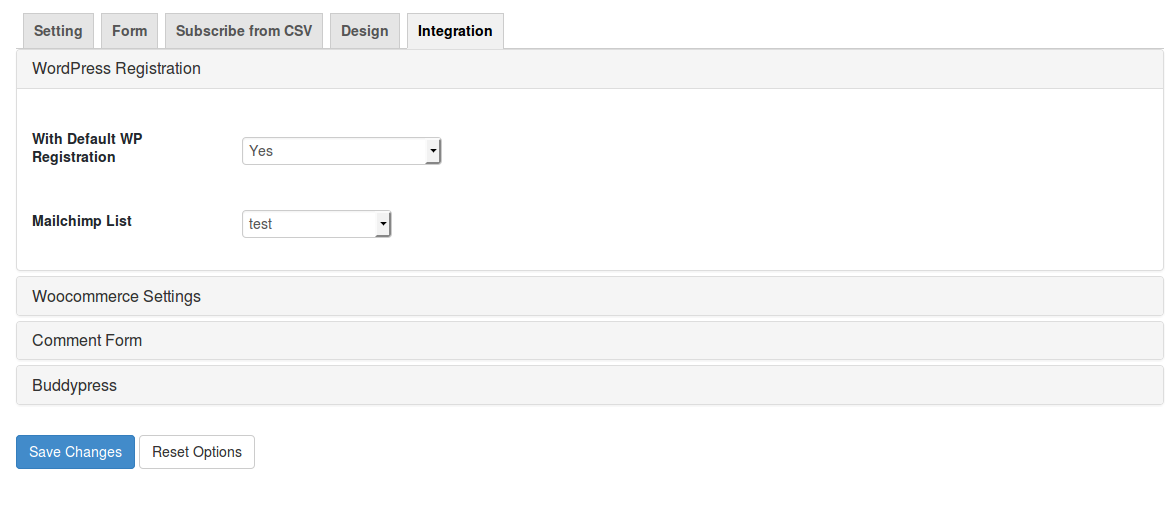 Setting Form Subscribe from CSV Design Integration
WordPress Registration
With Default WP
Registration
Yes
Mailchimp List
test
Woocommerce Settings
Comment Form
Buddypress
Save Changes Reset Options